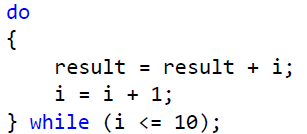 do
{
    result = result + i;
    i = i + 1;
} while (i <= 10);